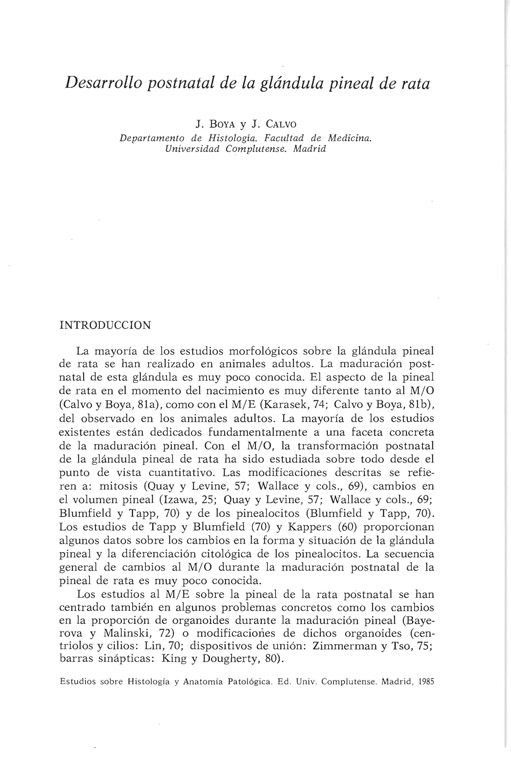 Desarrollo postnatal de la glándula pineal de rata
J. BOYA y J. CALVO
Departamento de Histología. Facultad de Medicina.
Universidad Complutense. Madrid
INTRODUCCION
La mayoría de los estudios morfológicos sobre la glándula pineal
de rata se han realizado en animales adultos. La maduración post-
natal de esta glándula es muy poco conocida. El aspecto de la pineal
de rata en el momento del nacimiento es muy diferente tanto al M/O
(Calvo y Boya, 81a), como con el M/E (Karasek, 74; Calvo y Boya, 81b),
del observado en los animales adultos. La mayoría de los estudios
existentes están dedicados fundamentalmente a una faceta concreta
de la maduración pineal. Con el M/O, la transformación postnatal
de la glándula pineal de rata ha sido estudiada sobre todo desde el
punto de vista cuantitativo. Las modificaciones descritas se refie-
ren a: mitosis (Quay y Levine, 57; Wallace y cols., 69), cambios en
el volumen pineal (Izawa, 25; Quay y Levine, 57; Wallace y cols., 69;
Blumfield y Tapp, 70) y de los pinealocitos (Blumfield y Tapp, 70).
Los estudios de Tapp y Blumfield (70) y Kappers (60) proporcionan
algunos datos sobre los cambios en la forma y situación de la glándula
pineal y la diferenciación citológica de los pinealocitos. La secuencia
general de cambios al M/O durante la maduración postnatal de la
pineal de rata es muy poco conocida.
Los estudios al M/E sobre la pineal de la rata postnatal se han
centrado también en algunos problemas concretos como los cambios
en la proporción de organoides durante la maduración pineal (Baye-
rova y Malinski, 72) o modificaciones de dichos organoides (cen-
triolos y cilios: Lin, 70; dispositivos de unión: Zimmerman y Tso, 75;
barras sinápticas: King y Dougherty, 80).
Estudios sobre Histología y Anatomía Patológica. Ed. Univ. Complutense. Madrid, 1985